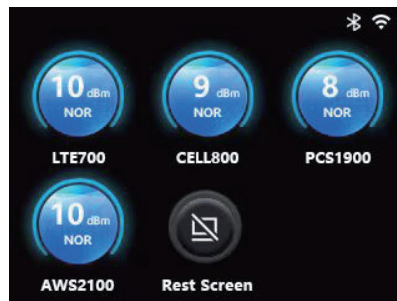 10 dBm
NOR
LTE700
9 dBm
NOR
CELL800
8 dBm
NOR
PCS1900
10 dBm
NOR
AWS2100
Rest Screen